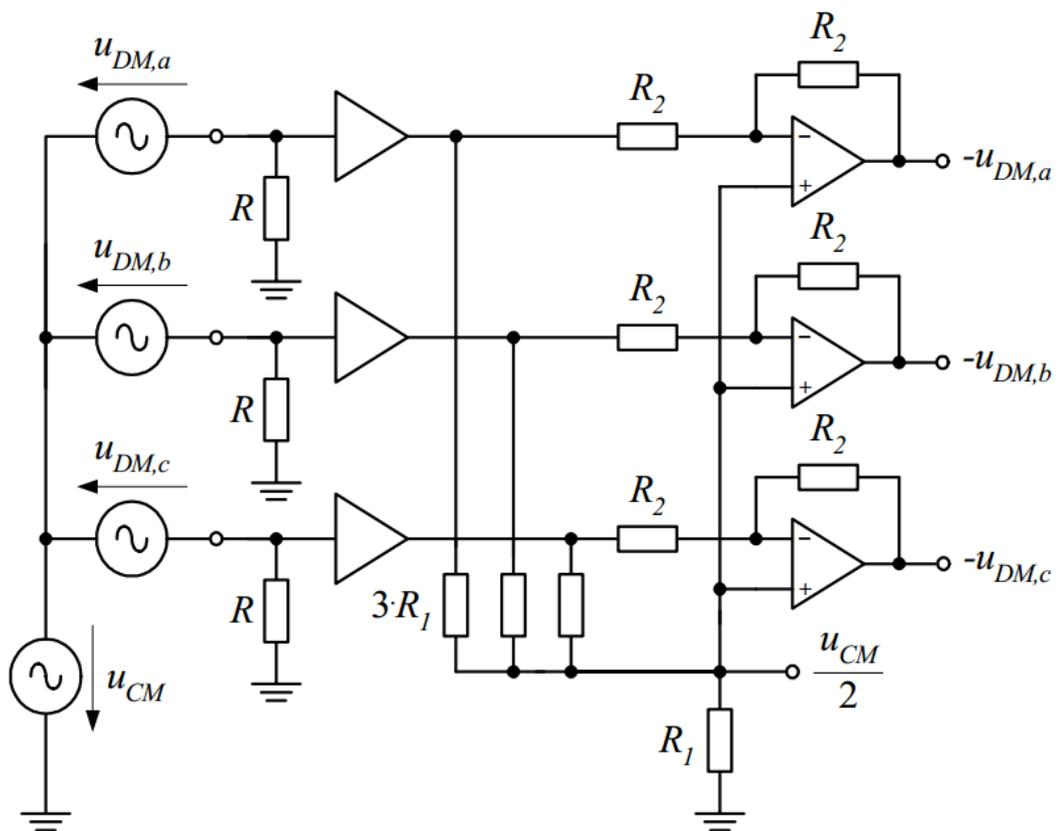 u_DM,a
R_2
R_2
-u_DM,a
R
u_DM,b
R_2
R_2
-u_DM,b
R
u_DM,c
R_2
R_2
-u_DM,c
R
3·R_1
u_CM
u_CM
2
R_1